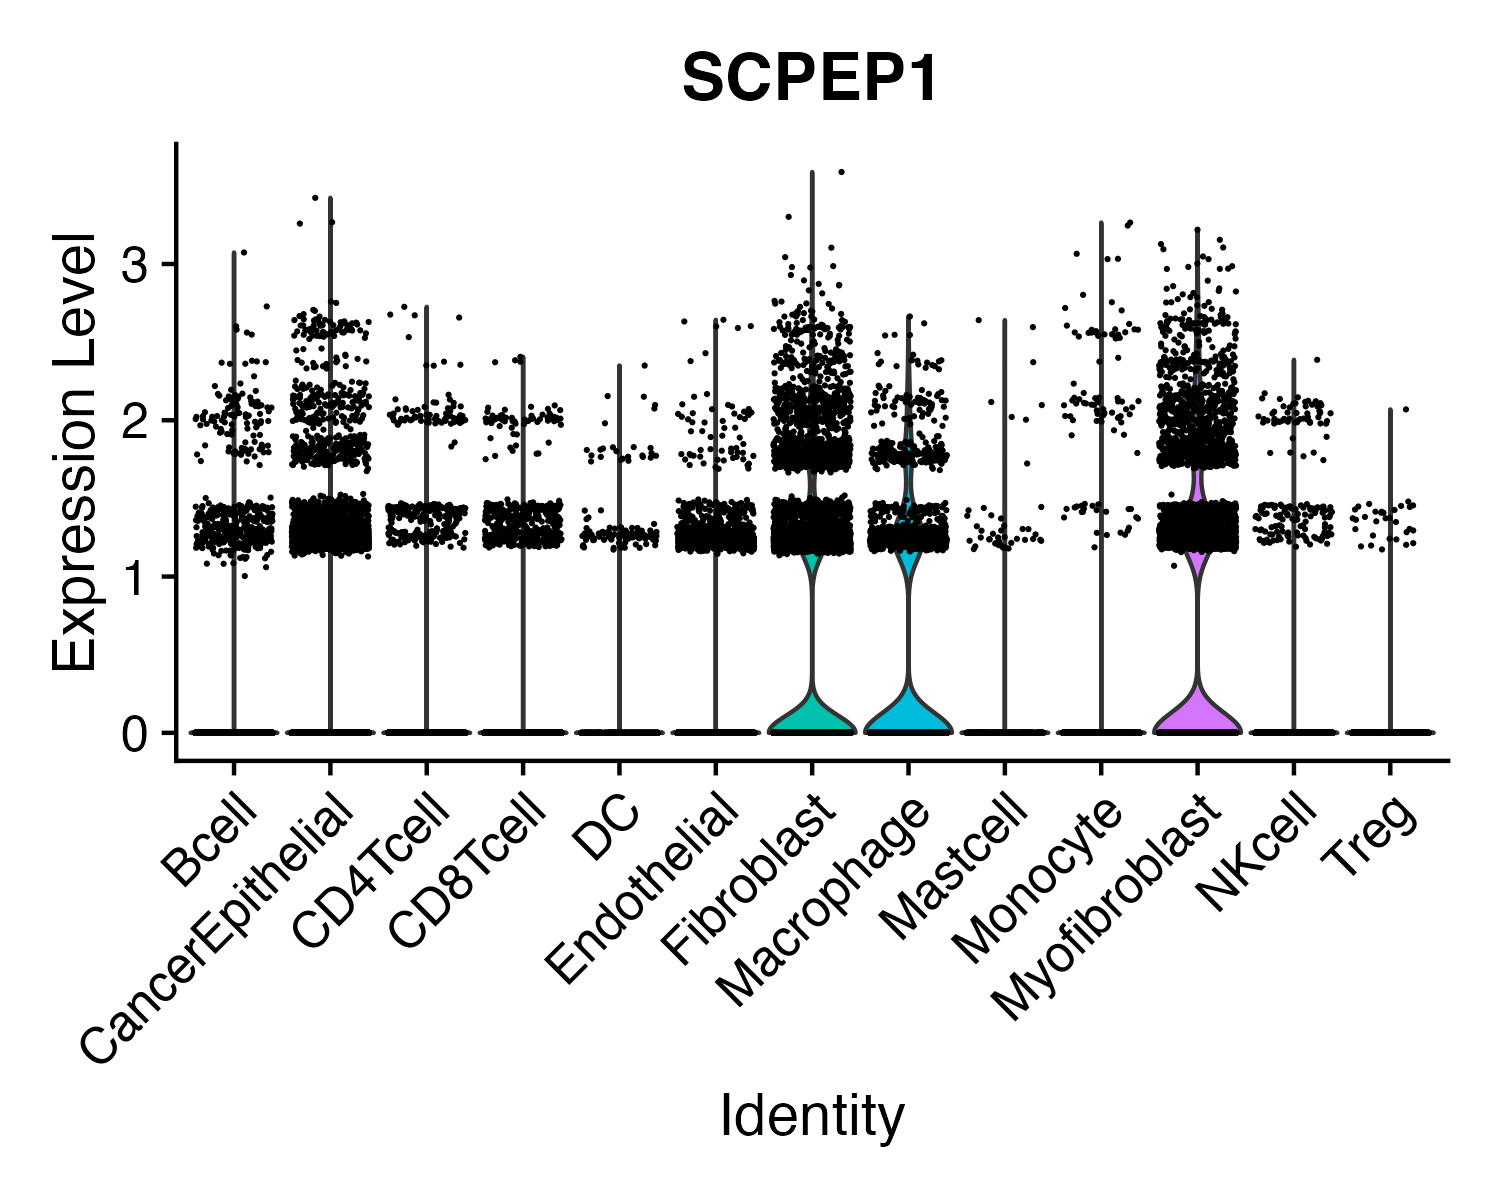 SCPEP1
Expression Level
3
2
1
0
Bcell
CancerEpithelial
CD4Tcell
CD8Tcell
DC
Endothelial
Fibroblast
Macrophage
Mastcell
Monocyte
Myofibroblast
NKcell
Treg
Identity